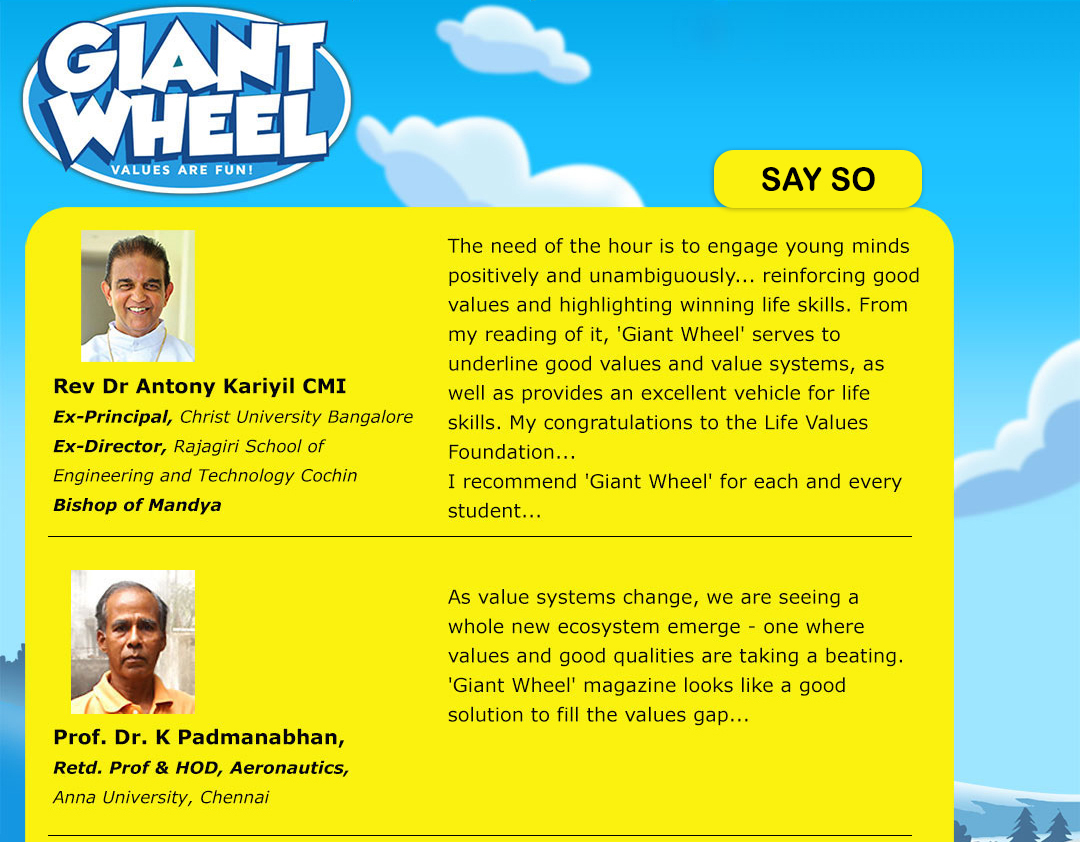 GIANT
WHEEL
VALUES ARE FUN!
SAY SO
Rev Dr Antony Kariyil CMI
Ex-Principal, Christ University Bangalore
Ex-Director, Rajagiri School of
Engineering and Technology Cochin
Bishop of Mandya
The need of the hour is to engage young minds
positively and unambiguously... reinforcing good
values and highlighting winning life skills. From
my reading of it, 'Giant Wheel' serves to
underline good values and value systems, as
well as provides an excellent vehicle for life
skills. My congratulations to the Life Values
Foundation...
I recommend 'Giant Wheel' for each and every
student...
Prof. Dr. K Padmanabhan,
Retd. Prof & HOD, Aeronautics,
Anna University, Chennai
As value systems change, we are seeing a
whole new ecosystem emerge - one where
values and good qualities are taking a beating.
'Giant Wheel' magazine looks like a good
solution to fill the values gap...